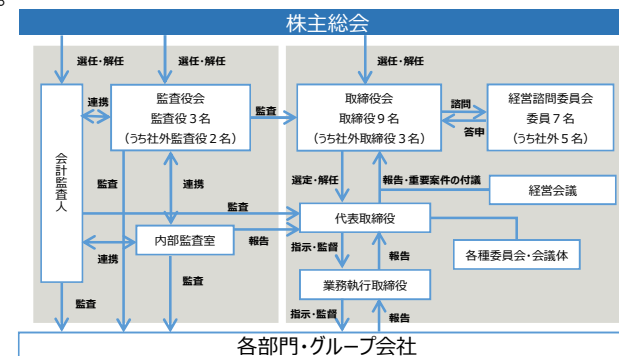 株主総会
選任・解任
選任・解任
選任・解任
連携
監査役会
監査役3名
(うち社外監査役2名)
監査
取締役会
取締役9名
(うち社外取締役3名)
諮問
答申
経営諮問委員会
委員7名
(うち社外5名)
会計監査人
監査
連携
選定・解任
報告・重要案件の付議
経営会議
監査
代表取締役
内部監査室
報告
連携
指示・監督
報告
各種委員会・会議体
監査
監査
業務執行取締役
指示・監督
報告
各部門・グループ会社